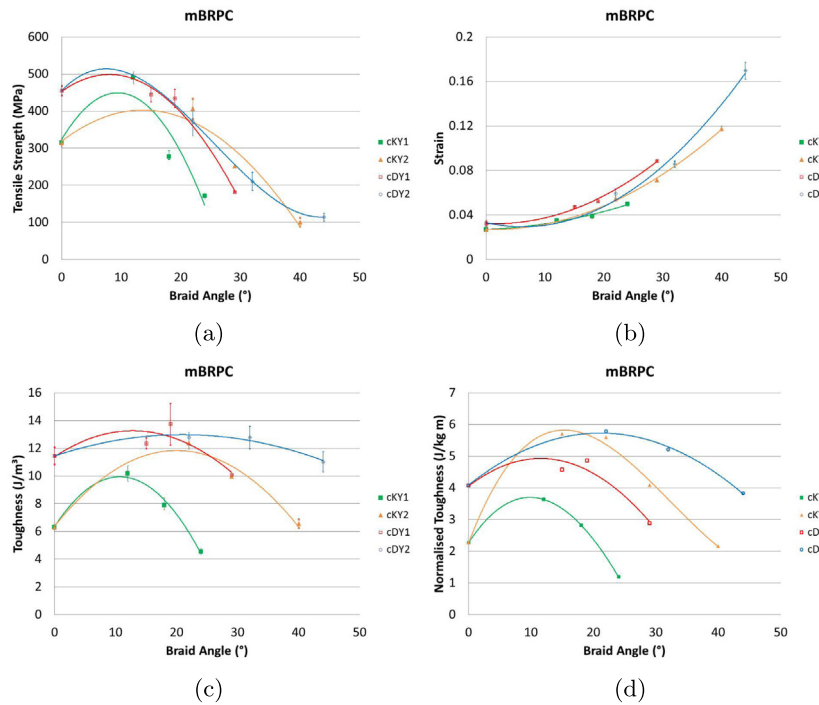 mBRPC
Tensile Strength (MPa)
600
500
400
300
200
100
0
0 10 20 30 40 50
Braid Angle (°)
cKY1
cKY2
cDY1
cDY2
(a)
mBRPC
Strain
0.2
0.16
0.12
0.08
0.04
0
0 10 20 30 40 50
Braid Angle (°)
cKY1
cK
cDY1
cD
(b)
mBRPC
Toughness (J/m³)
16
14
12
10
8
6
4
2
0
0 10 20 30 40 50
Braid Angle (°)
cKY1
cKY2
cDY1
cDY2
(c)
mBRPC
Normalised Toughness (J/kg m)
7
6
5
4
3
2
1
0
0 10 20 30 40 50
Braid Angle (°)
cK
cK
cD
cD
(d)